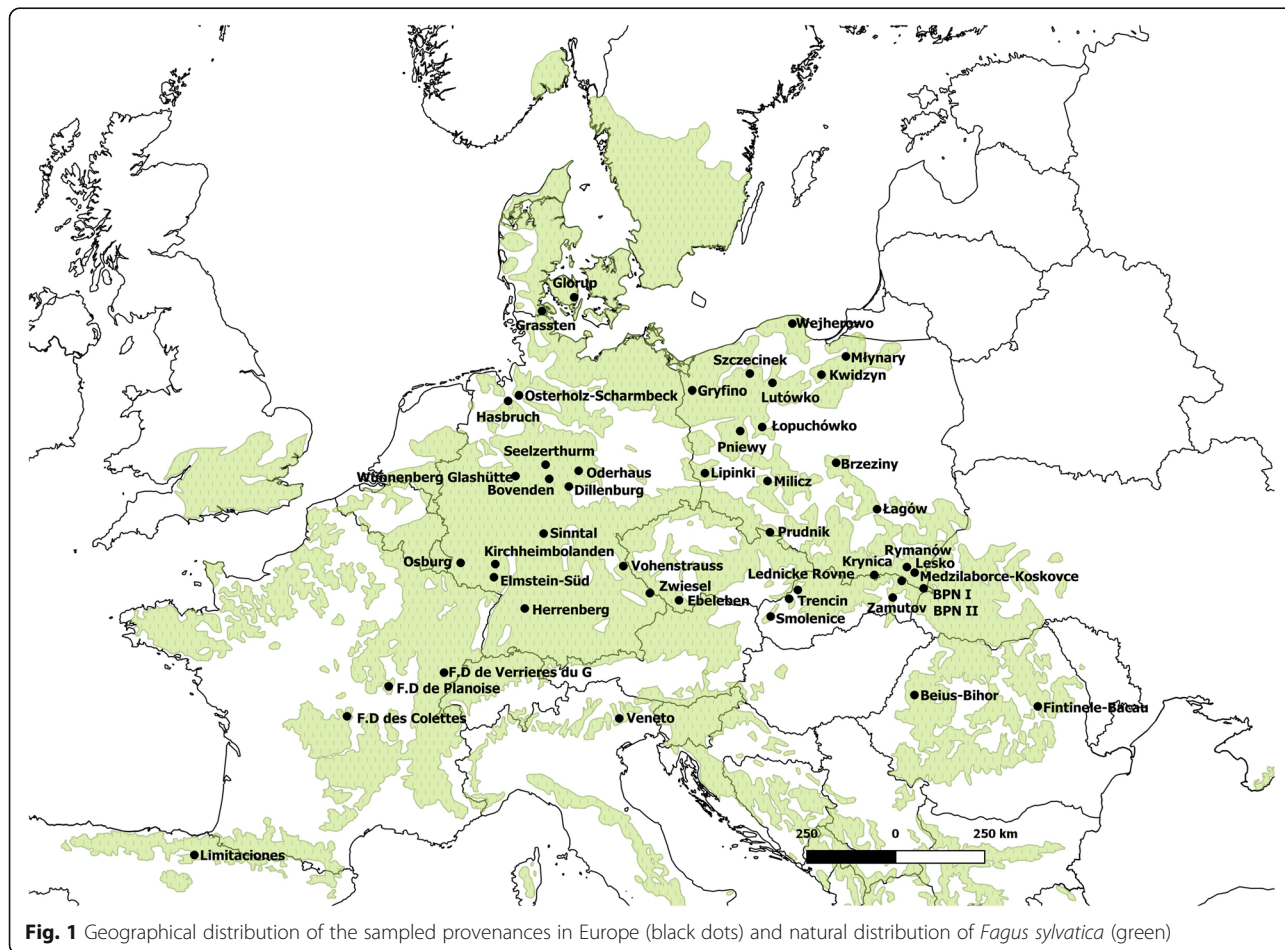 Glorup
Grassten
Wejherowo
Młynary
Szczecinek
Kwidzyn
Gryfino
Lutówko
Osterholz-Scharmbeck
Hasbruch
Łopuchówko
Pniewy
Seelzerthurm
Brzeziny
Oderhaus
Lipinki
Wünnenberg Glashütte
Bovenden
Milicz
Dillenburg
Łagów
Sinntal
Prudnik
Kirchheimbolanden
Rymanów
Osburg
Vohenstrauss
Krynica
Lesko
Lednicke Rovne
Medzilaborce-Koskovce
Elmstein-Süd
Zwiesel
BPN I
Ebeleben
Trencin
Zamutov
BPN II
Herrenberg
Smolenice
F.D de Verrieres du G
F.D de Planoise
Beius-Bihor
Fintinele-Bacau
F.D des Colettes
Veneto
250 0 250 km
Limitaciones
Fig. 1 Geographical distribution of the sampled provenances in Europe (black dots) and natural distribution of Fagus sylvatica (green)